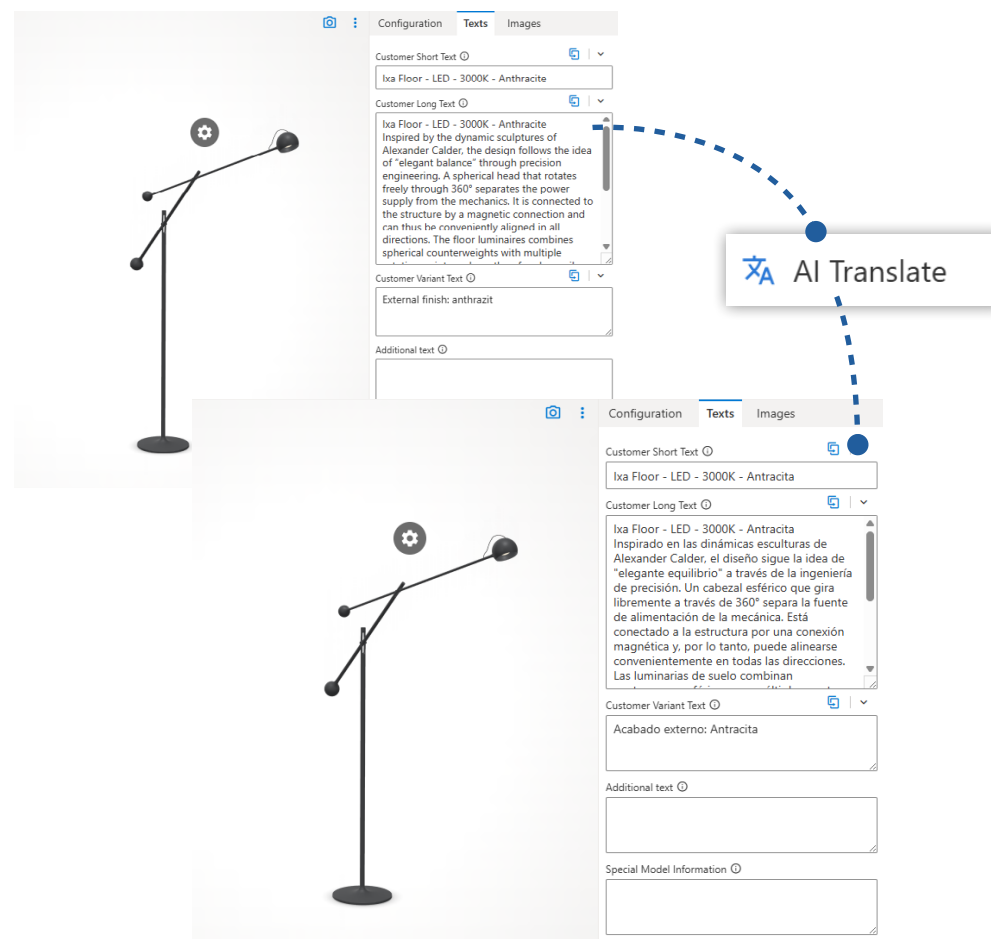 Configuration Texts Images
Customer Short Text
Ixa Floor - LED - 3000K - Anthracite
Customer Long Text
Ixa Floor - LED - 3000K - Anthracite
Inspired by the dynamic sculptures of
Alexander Calder, the design follows the idea
of "elegant balance" through precision
engineering. A spherical head that rotates
freely through 360° separates the power
supply from the mechanics. It is connected to
the structure by a magnetic connection and
can thus be conveniently aligned in all
directions. The floor luminaires combines
spherical counterweights with multiple
Customer Variant Text
External finish: anthrazit
Additional text
AI Translate
Configuration Texts Images
Customer Short Text
Ixa Floor - LED - 3000K - Antracita
Customer Long Text
Ixa Floor - LED - 3000K - Antracita
Inspirado en las dinámicas esculturas de
Alexander Calder, el diseño sigue la idea de
"elegante equilibrio" a través de la ingeniería
de precisión. Un cabezal esférico que gira
libremente a través de 360° separa la fuente
de alimentación de la mecánica. Está
conectado a la estructura por una conexión
magnética y, por lo tanto, puede alinearse
convenientemente en todas las direcciones.
Las luminarias de suelo combinan
Customer Variant Text
Acabado externo: Antracita
Additional text
Special Model Information